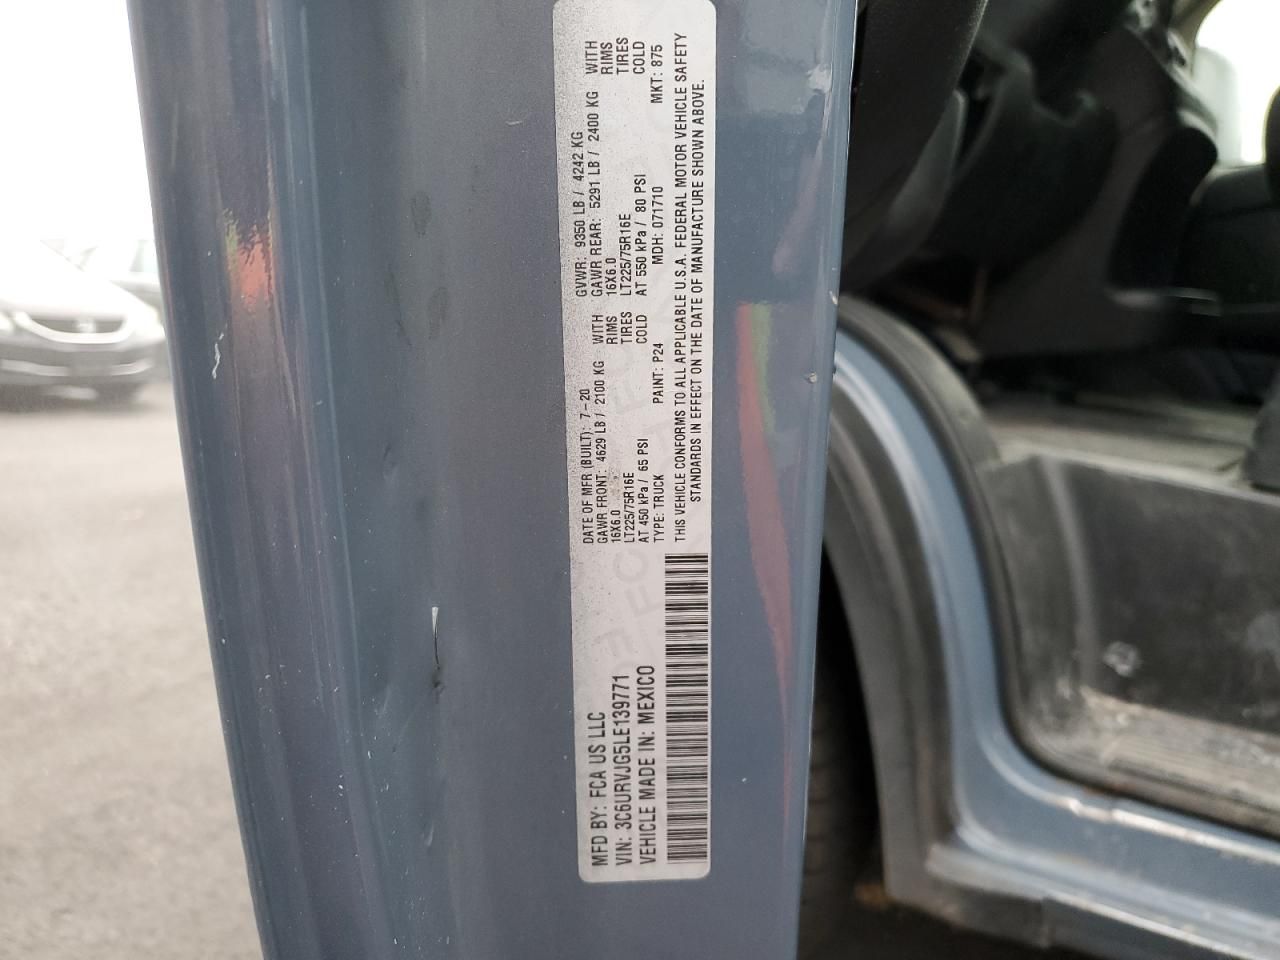 MFD BY: FCA US LLC
VIN: 3C6URVJG5LE139771
VEHICLE MADE IN: MEXICO
DATE OF MFR (BUILT): 7-20 GVWR: 9350 LB / 4242 KG
GAWR FRONT: 4629 LB / 2100 KG WITH GAWR REAR: 5291 LB / 2400 KG WITH
16X6.0 RIMS 16X6.0 RIMS
LT225/75R16E TIRES LT225/75R16E TIRES
AT 450 kPa / 65 PSI COLD AT 550 kPa / 80 PSI COLD
TYPE: TRUCK PAINT: P24 MDH: 071710 MKT: 875
THIS VEHICLE CONFORMS TO ALL APPLICABLE U.S.A. FEDERAL MOTOR VEHICLE SAFETY
STANDARDS IN EFFECT ON THE DATE OF MANUFACTURE SHOWN ABOVE.